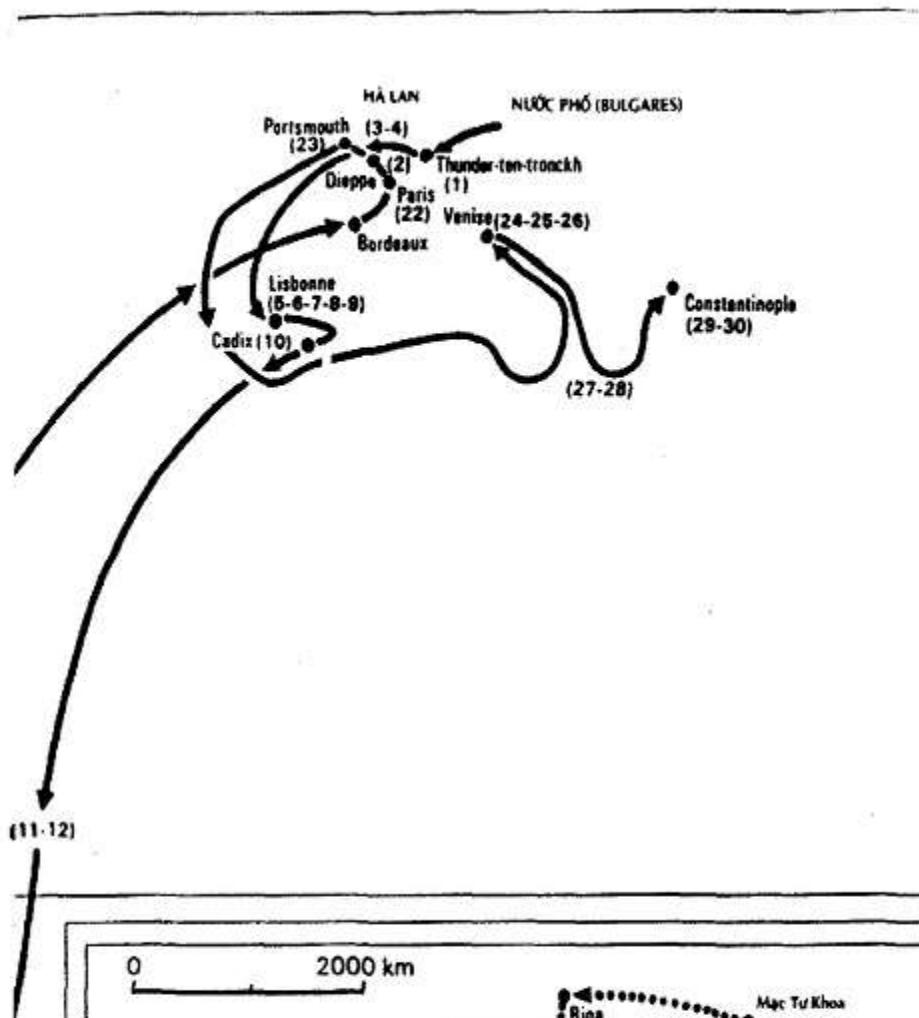 HÀ LAN
NƯỚC PHỔ (BULGARES)
Portsmouth
(23)
(3-4)
(2)
Dieppe
Thunder-ten-tronckh
(1)
Paris
(22)
Bordeaux
Venise(24-25-26)
Lisbonne
(5-6-7-8-9)
Cadix (10)
Constantinople
(29-30)
(27-28)
(11-12)
0
2000 km
Riga
Mạc Tư Khoa